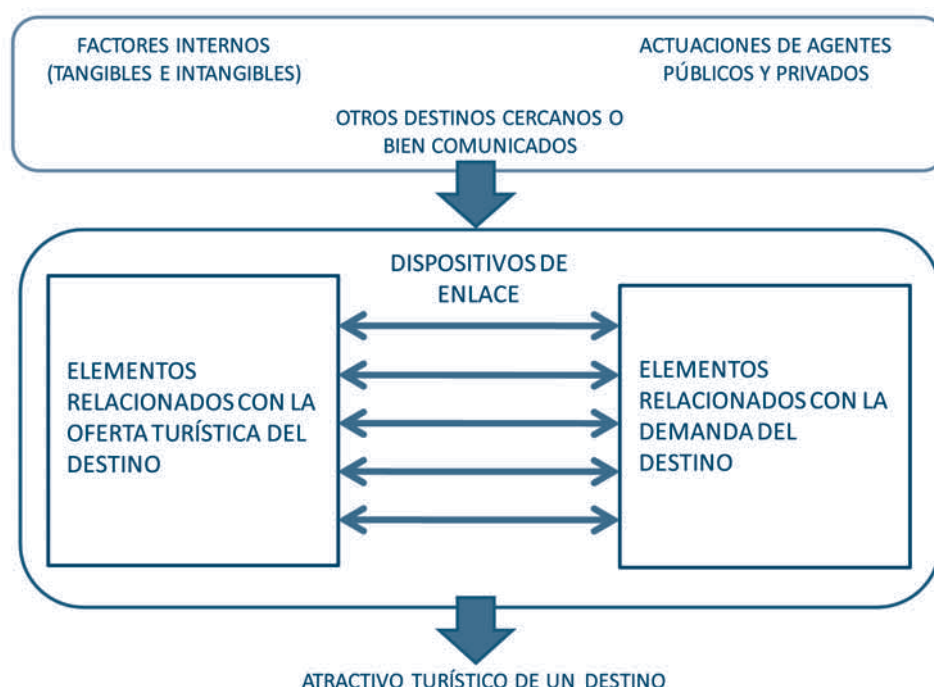 FACTORES INTERNOS
(TANGIBLES E INTANGIBLES)
ACTUACIONES DE AGENTES
PÚBLICOS Y PRIVADOS
OTROS DESTINOS CERCANOS O
BIEN COMUNICADOS
DISPOSITIVOS DE
ENLACE
ELEMENTOS
RELACIONADOS CON LA
OFERTA TURÍSTICA DEL
DESTINO
ELEMENTOS
RELACIONADOS CON LA
DEMANDA DEL
DESTINO
ATRACTIVO TURÍSTICO DE UN DESTINO